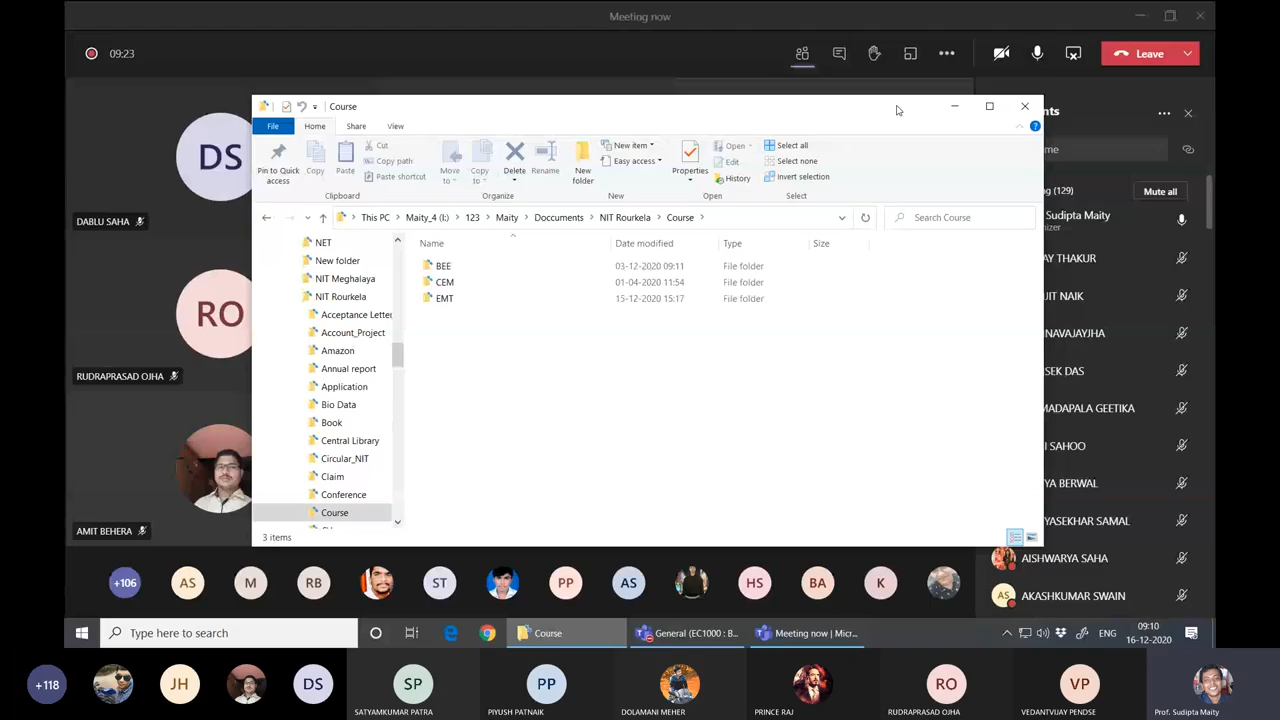 Meeting now
09:23
Leave
DS
DABLU SAHA
RO
RUDRAPRASAD OJHA
AMIT BEHERA
Course
File Home Share View
Pin to Quick access
Copy
Paste
Cut
Copy path
Paste shortcut
Clipboard
Move to
Copy to
Delete
Rename
Organize
New folder
New item
Easy access
New
Properties
Open
Edit
History
Open
Select all
Select none
Invert selection
Select
This PC > Maity_4 (I:) > 123 > Maity > Doccuments > NIT Rourkela > Course >
Search Course
NET
New folder
NIT Meghalaya
NIT Rourkela
Acceptance Letter
Account_Project
Amazon
Annual report
Application
Bio Data
Book
Central Library
Circular_NIT
Claim
Conference
Course
Name Date modified Type Size
BEE 03-12-2020 09:11 File folder
CEM 01-04-2020 11:54 File folder
EMT 15-12-2020 15:17 File folder
3 items
nts
me
(129)
Mute all
Sudipta Maity
nizer
AY THAKUR
JIT NAIK
NAVAJAYJHA
SEK DAS
MADAPALA GEETIKA
I SAHOO
YA BERWAL
YASEKHAR SAMAL
AISHWARYA SAHA
AS AKASHKUMAR SWAIN
+106 AS M RB ST PP AS HS BA K
Type here to search
Course
General (EC1000 : B...
Meeting now | Micr...
ENG
09:10
16-12-2020
+118 JH DS SP PP RO VP
SATYAMKUMAR PATRA PIYUSH PATNAIK DOLAMANI MEHER PRINCE RAJ RUDRAPRASAD OJHA VEDANTVIJAY PENDSE Prof. Sudipta Maity